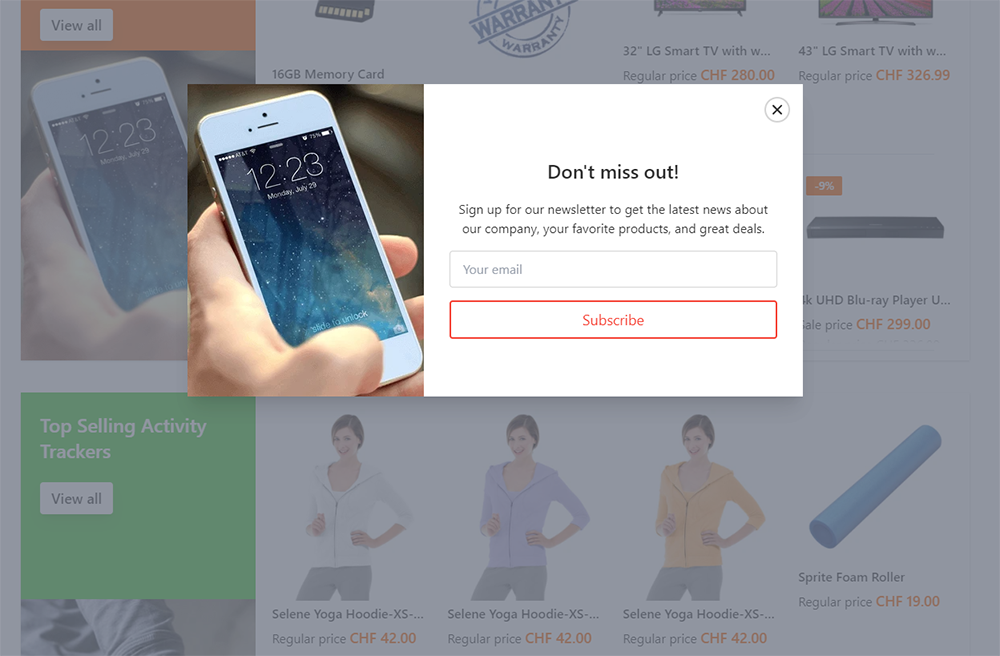 View all
12:23
Monday, July 29
WARRANTY
WARRANTY
16GB Memory Card
32" LG Smart TV with w...
Regular price CHF 280.00
43" LG Smart TV with w...
Regular price CHF 326.99
●●●●● AT&T 75%
12:23
Monday, July 29
slide to unlock
Don't miss out!
Sign up for our newsletter to get the latest news about
our company, your favorite products, and great deals.
Your email
Subscribe
-9%
4k UHD Blu-ray Player U...
Sale price CHF 299.00
Top Selling Activity
Trackers
View all
Selene Yoga Hoodie-XS-...
Regular price CHF 42.00
Selene Yoga Hoodie-XS-...
Regular price CHF 42.00
Selene Yoga Hoodie-XS-...
Regular price CHF 42.00
Sprite Foam Roller
Regular price CHF 19.00